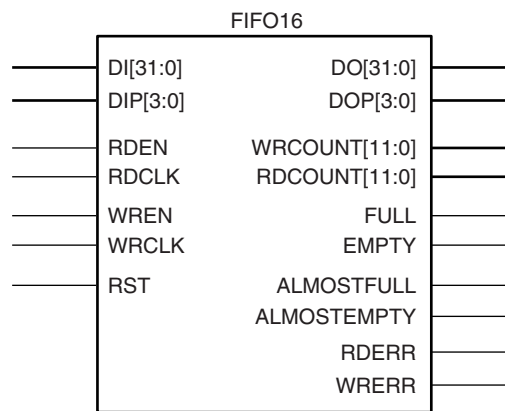 FIFO16
DI[31:0] DO[31:0]
DIP[3:0] DOP[3:0]
RDEN WRCOUNT[11:0]
RDCLK RDCOUNT[11:0]
WREN FULL
WRCLK EMPTY
RST ALMOSTFULL
ALMOSTEMPTY
RDERR
WRERR